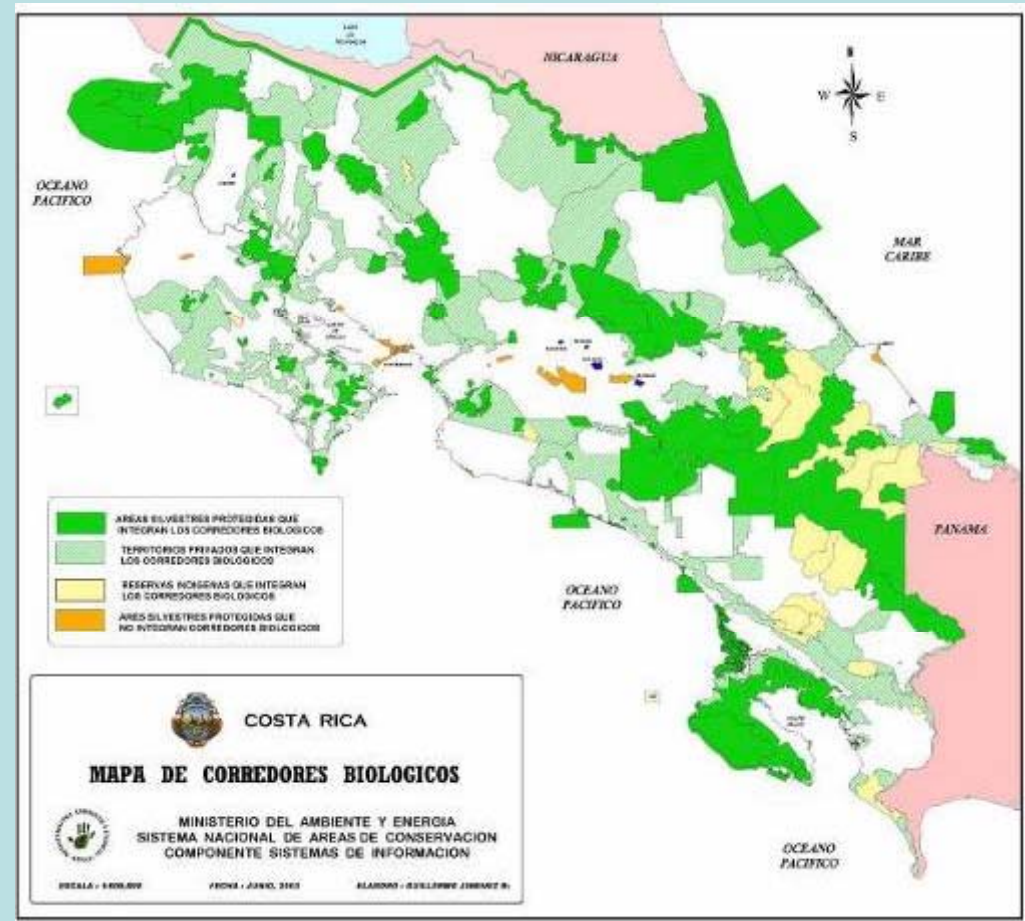 NICARAGUA
W E
S
OCEANO
PACIFICO
MAR
CARIBE
PANAMA
OCEANO
PACIFICO
AREAS SILVESTRES PROTEGIDAS QUE
INTEGRAN LOS CORREDORES BIOLOGICOS
TERRITORIOS PRIVADOS QUE INTEGRAN
LOS CORREDORES BIOLOGICOS
RESERVAS INDIGENAS QUE INTEGRAN
LOS CORREDORES BIOLOGICOS
ARES SILVESTRES PROTEGIDAS QUE
NO INTEGRAN CORREDORES BIOLOGICOS
COSTA RICA
MAPA DE CORREDORES BIOLOGICOS
MINISTERIO DEL AMBIENTE Y ENERGIA
SISTEMA NACIONAL DE AREAS DE CONSERVACION
COMPONENTE SISTEMAS DE INFORMACION
FECHA : JUNIO,
OCEANO
PACIFICO